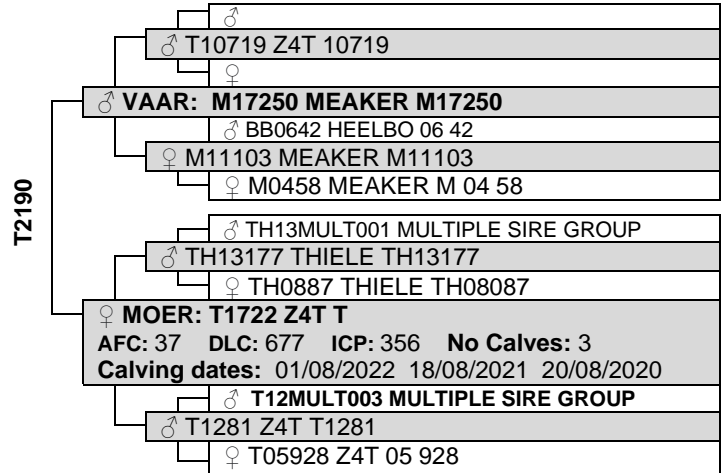 ♂
♂ T10719 Z4T 10719
♀
♂ VAAR: M17250 MEAKER M17250
♂ BB0642 HEELBO 06 42
♀ M11103 MEAKER M11103
♀ M0458 MEAKER M 04 58
T2190
♂ TH13MULT001 MULTIPLE SIRE GROUP
♂ TH13177 THIELE TH13177
♀ TH0887 THIELE TH08087
♀ MOER: T1722 Z4T T
AFC: 37 DLC: 677 ICP: 356 No Calves: 3
Calving dates: 01/08/2022 18/08/2021 20/08/2020
♂ T12MULT003 MULTIPLE SIRE GROUP
♂ T1281 Z4T T1281
♀ T05928 Z4T 05 928